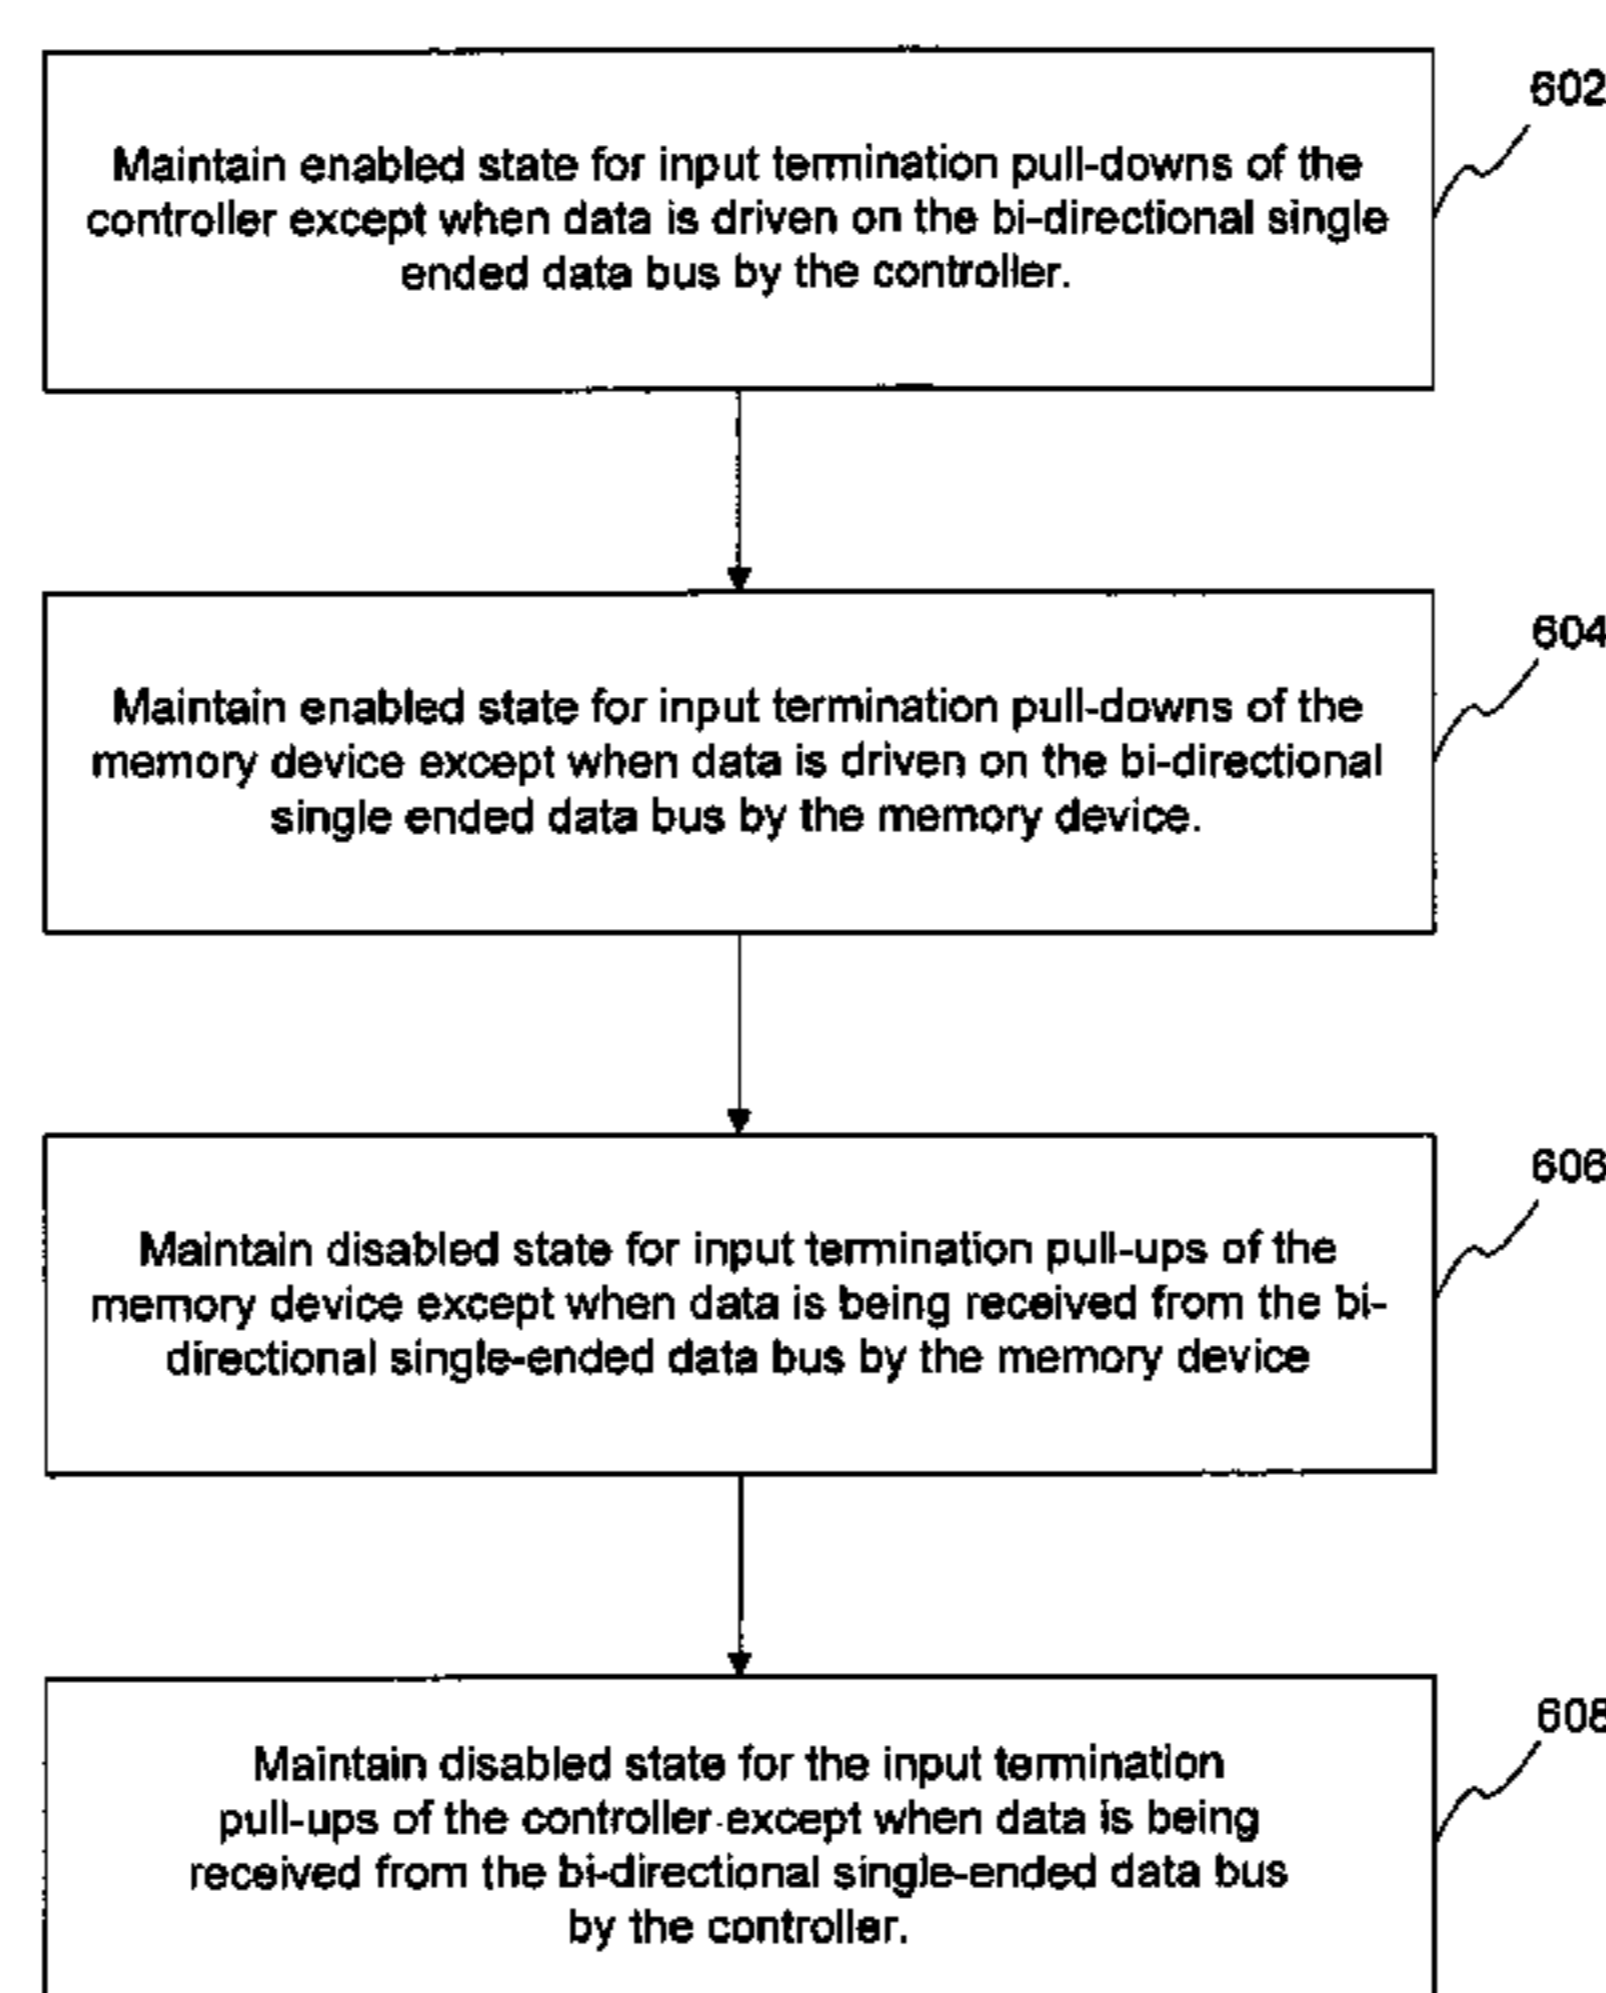 602
Maintain enabled state for input termination pull-downs of the
controller except when data is driven on the bi-directional single
ended data bus by the controller.
604
Maintain enabled state for input termination pull-downs of the
memory device except when data is driven on the bi-directional
single ended data bus by the memory device.
606
Maintain disabled state for input termination pull-ups of the
memory device except when data is being received from the bi-
directional single-ended data bus by the memory device
608
Maintain disabled state for the input termination
pull-ups of the controller except when data is being
received from the bi-directional single-ended data bus
by the controller.